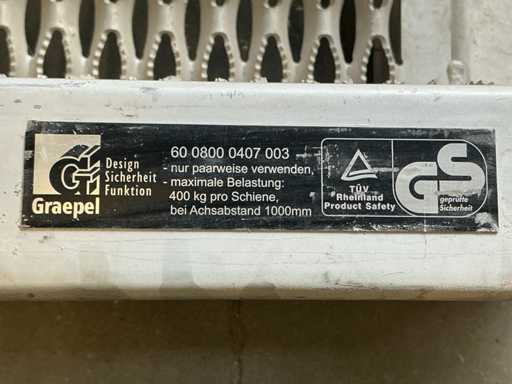 Design
Sicherheit
Funktion
Graepel
60 0800 0407 003
- nur paarweise verwenden,
- maximale Belastung:
400 kg pro Schiene,
bei Achsabstand 1000mm
TÜV
Rheinland
Product Safety
GS
geprüfte
Sicherheit